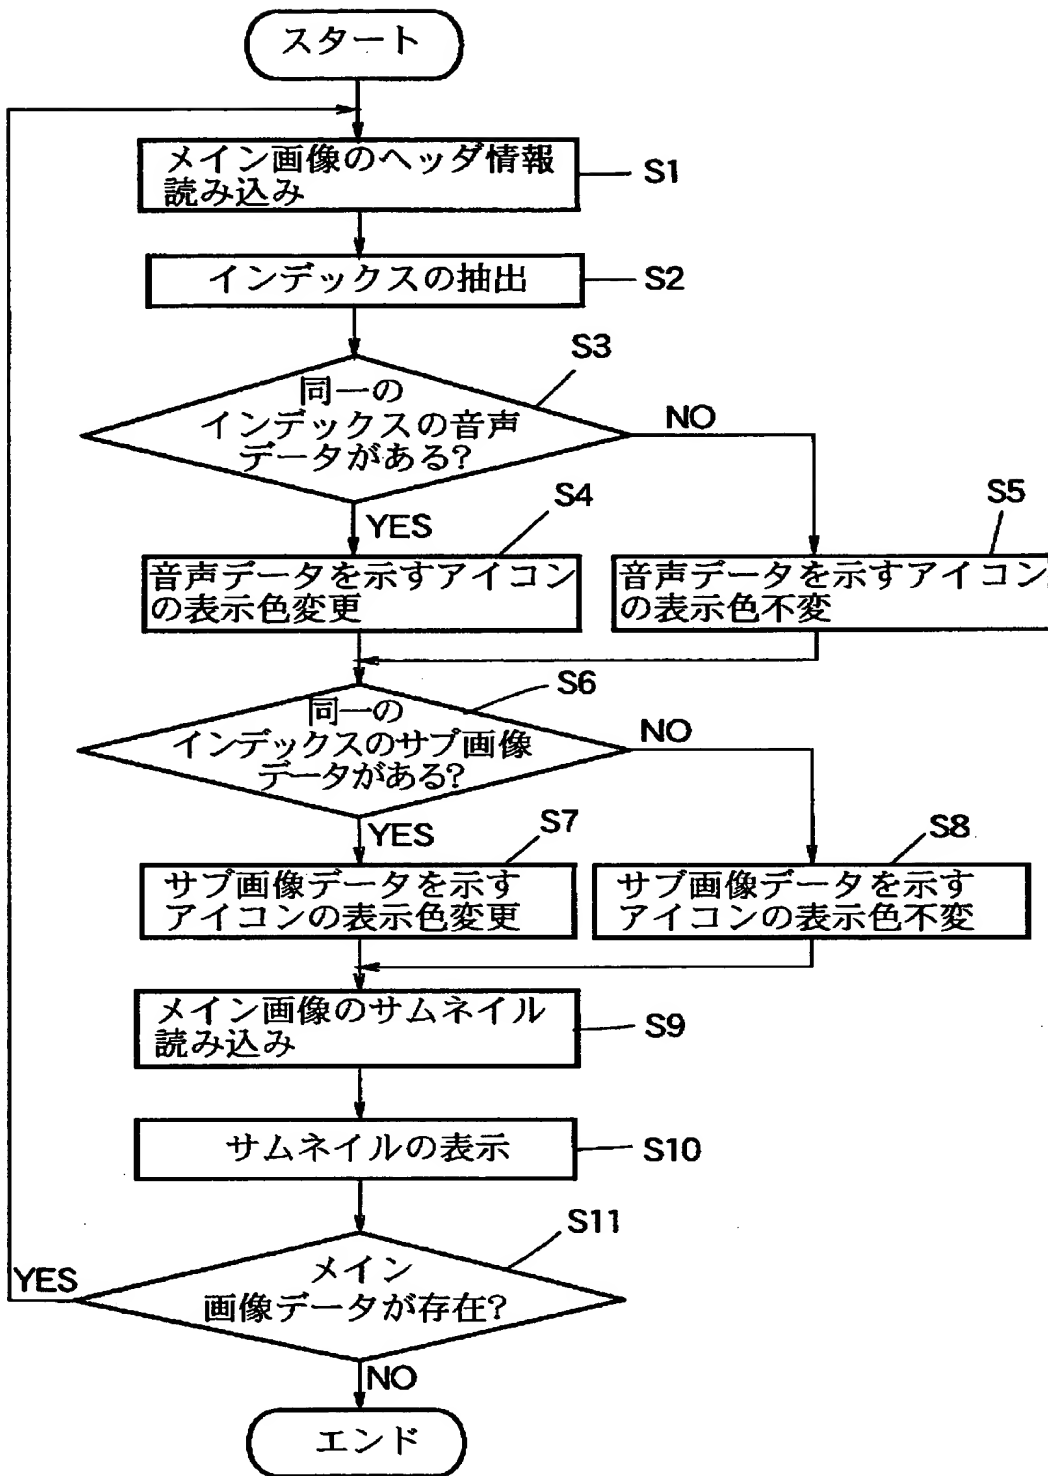 スタート
メイン画像のヘッダ情報
読み込み
S1
インデックスの抽出
S2
S3
同一の
インデックスの音声
データがある?
NO
YES
S4
S5
音声データを示すアイコン
の表示色変更
音声データを示すアイコン
の表示色不変
S6
同一の
インデックスのサブ画像
データがある?
NO
YES
S7
S8
サブ画像データを示す
アイコンの表示色変更
サブ画像データを示す
アイコンの表示色不変
メイン画像のサムネイル
読み込み
S9
サムネイルの表示
S10
S11
メイン
画像データが存在?
YES
NO
エンド